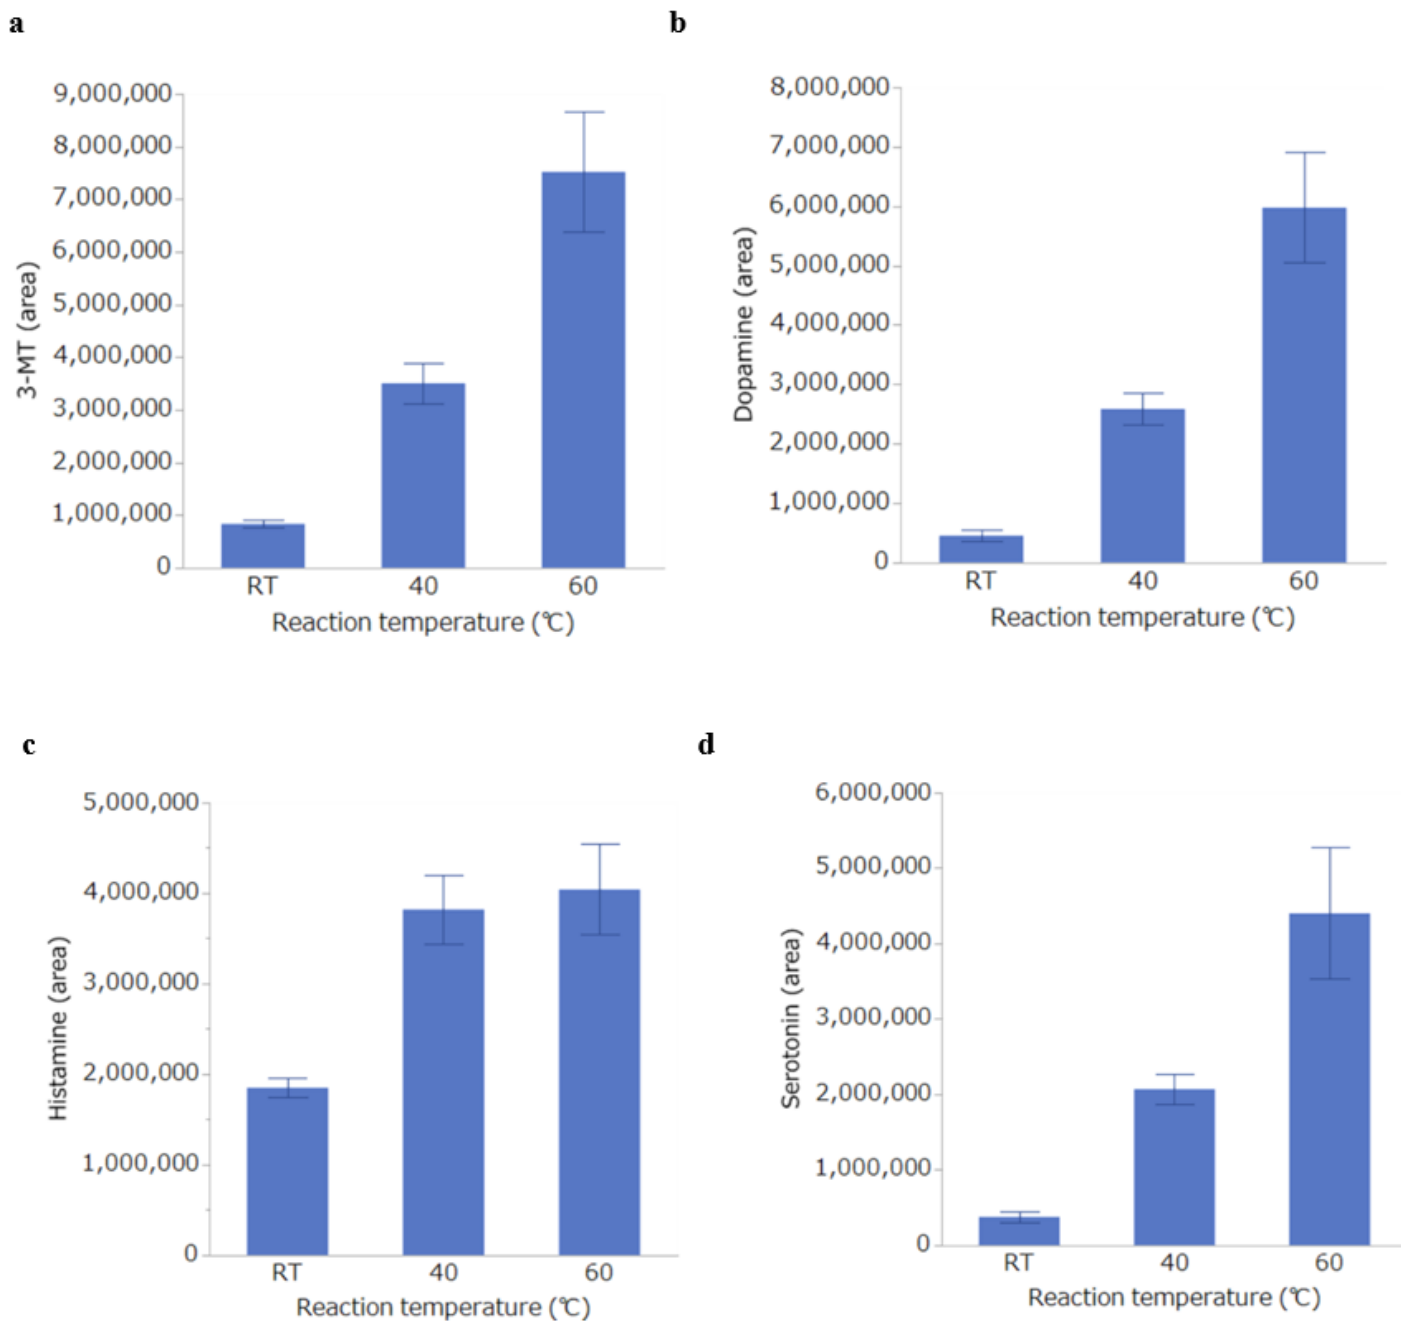 a
9,000,000
8,000,000
7,000,000
6,000,000
5,000,000
4,000,000
3,000,000
2,000,000
1,000,000
0
3-MT (area)
RT 40 60
Reaction temperature (℃)
b
8,000,000
7,000,000
6,000,000
5,000,000
4,000,000
3,000,000
2,000,000
1,000,000
0
Dopamine (area)
RT 40 60
Reaction temperature (℃)
c
5,000,000
4,000,000
3,000,000
2,000,000
1,000,000
0
Histamine (area)
RT 40 60
Reaction temperature (℃)
d
6,000,000
5,000,000
4,000,000
3,000,000
2,000,000
1,000,000
0
Serotonin (area)
RT 40 60
Reaction temperature (℃)